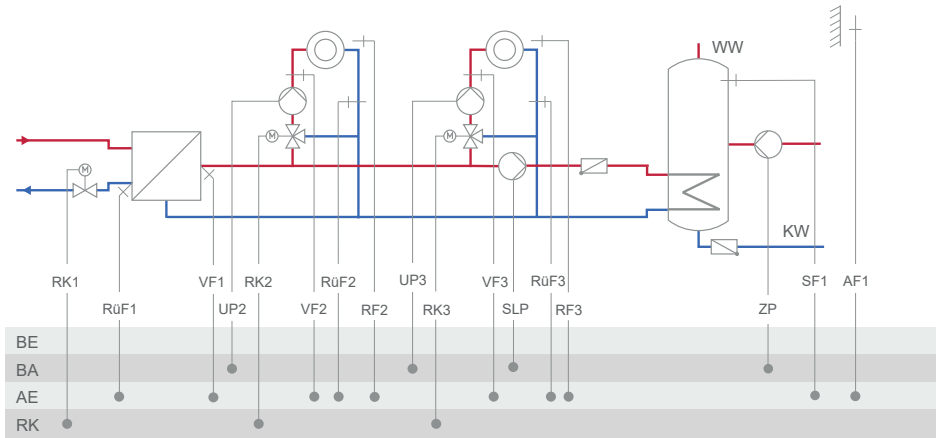 WW
M
M
M
KW
RK1
VF1
RK2
RüF2
UP3
VF3
RüF3
SF1
AF1
RüF1
UP2
VF2
RF2
RK3
SLP
RF3
ZP
BE
BA
AE
RK